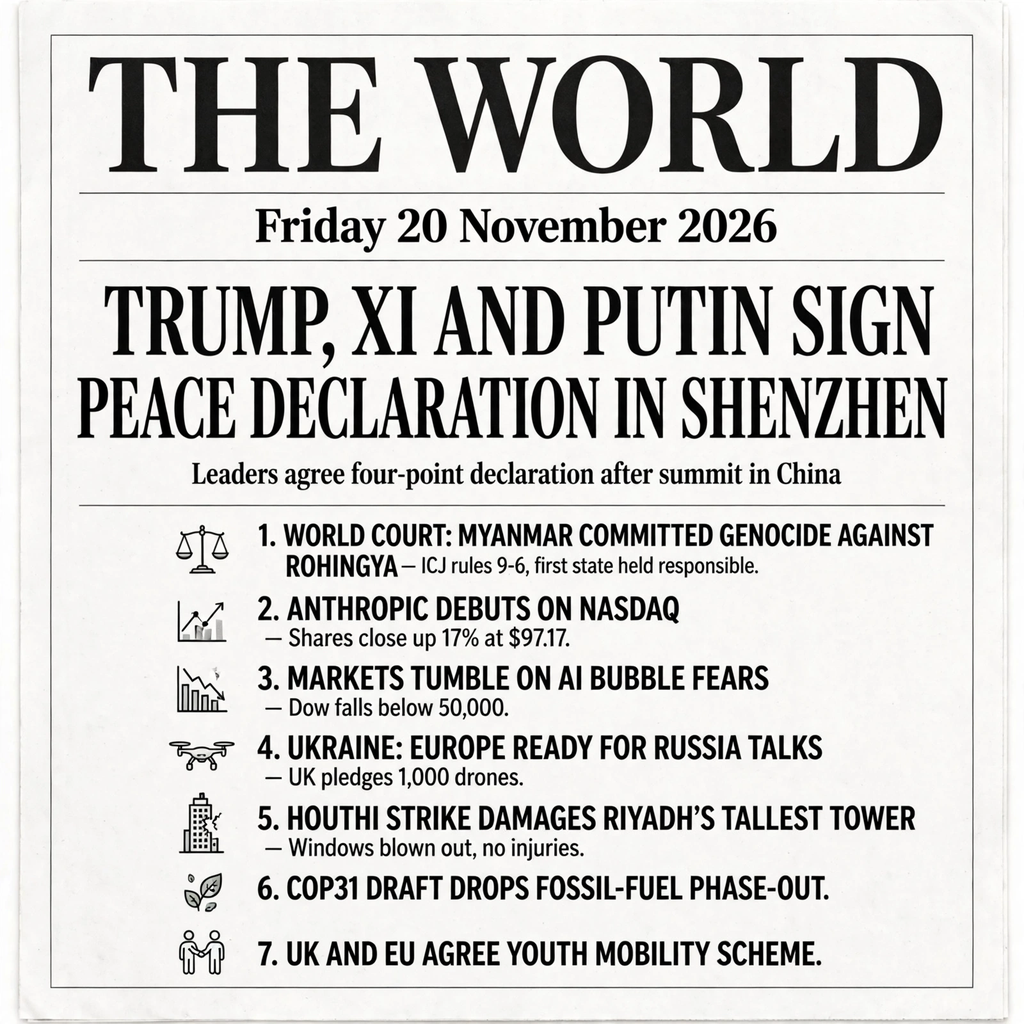 THE WORLD
Friday 20 November 2026
TRUMP, XI AND PUTIN SIGN
PEACE DECLARATION IN SHENZHEN
Leaders agree four-point declaration after summit in China
1. WORLD COURT: MYANMAR COMMITTED GENOCIDE AGAINST
ROHINGYA — ICJ rules 9-6, first state held responsible.
2. ANTHROPIC DEBUTS ON NASDAQ
— Shares close up 17% at $97.17.
3. MARKETS TUMBLE ON AI BUBBLE FEARS
— Dow falls below 50,000.
4. UKRAINE: EUROPE READY FOR RUSSIA TALKS
— UK pledges 1,000 drones.
5. HOUTHI STRIKE DAMAGES RIYADH'S TALLEST TOWER
— Windows blown out, no injuries.
6. COP31 DRAFT DROPS FOSSIL-FUEL PHASE-OUT.
7. UK AND EU AGREE YOUTH MOBILITY SCHEME.